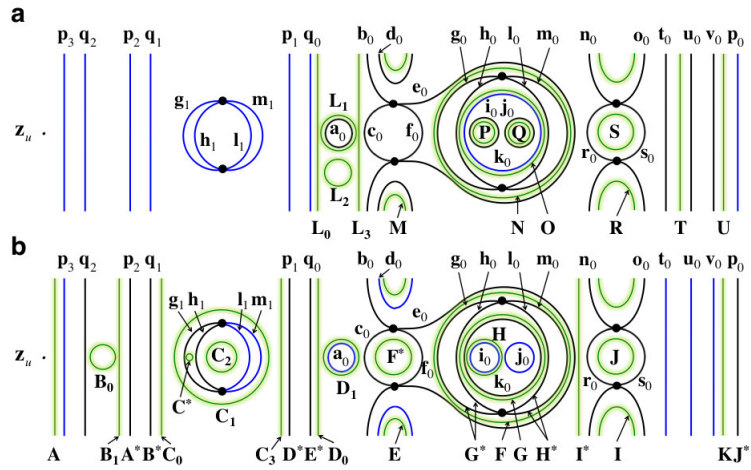 a
p₃ q₂ p₂ q₁ p₁ q₀ b₀ d₀ g₀ h₀ l₀ m₀ n₀ o₀ t₀ u₀ v₀ p₀
e₀
g₁ m₁ L₁ i₀ j₀
zᵤ . h₁ l₁ a₀ c₀ f₀ P Q S
k₀ r₀ s₀
L₂
L₀ L₃ M N O R T U
b
p₃ q₂ p₂ q₁ p₁ q₀ b₀ d₀ g₀ h₀ l₀ m₀ n₀ o₀ t₀ u₀ v₀ p₀
g₁ h₁ l₁ m₁ e₀
c₀ H
zᵤ . C₂ a₀ F* i₀ j₀ J
B₀ f₀ k₀ r₀ s₀
C* D₁
C₁
A B₁ A* B* C₀ C₃ D* E* D₀ E G* F G H* I* I K J*